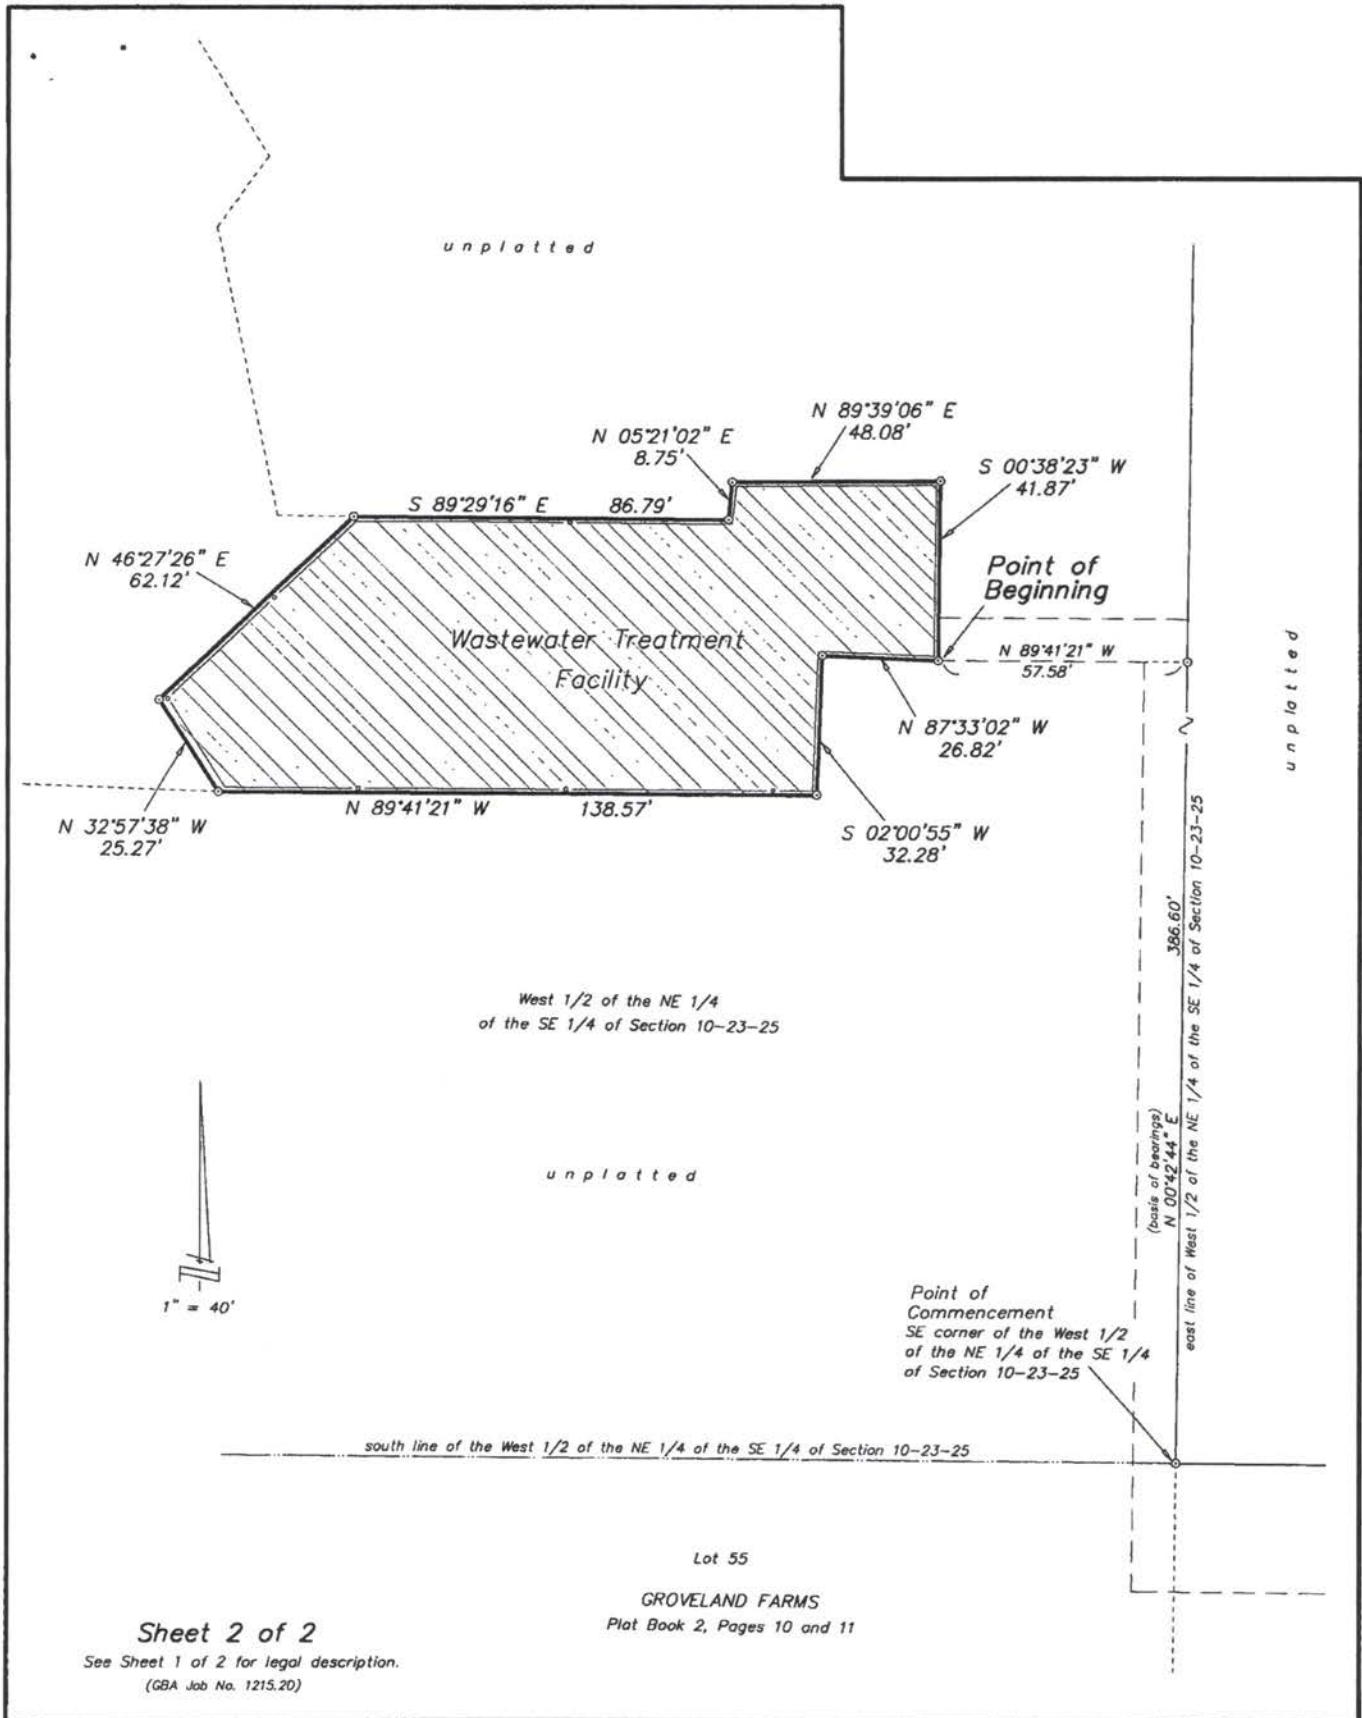 unplatted
N 89°39'06" E
48.08'
N 05°21'02" E
8.75'
S 00°38'23" W
41.87'
S 89°29'16" E 86.79'
N 46°27'26" E
62.12'
Point of
Beginning
Wastewater Treatment
Facility
N 89°41'21" W
57.58'
unplatted
N 87°33'02" W
26.82'
N 89°41'21" W 138.57'
N 32°57'38" W
25.27'
S 02°00'55" W
32.28'
386.60'
east line of West 1/2 of the NE 1/4 of the SE 1/4 of Section 10-23-25
West 1/2 of the NE 1/4
of the SE 1/4 of Section 10-23-25
(basis of bearings)
N 00°42'44" E
unplatted
1" = 40'
Point of
Commencement
SE corner of the West 1/2
of the NE 1/4 of the SE 1/4
of Section 10-23-25
south line of the West 1/2 of the NE 1/4 of the SE 1/4 of Section 10-23-25
Lot 55
GROVELAND FARMS
Plat Book 2, Pages 10 and 11
Sheet 2 of 2
See Sheet 1 of 2 for legal description.
(GBA Job No. 1215.20)